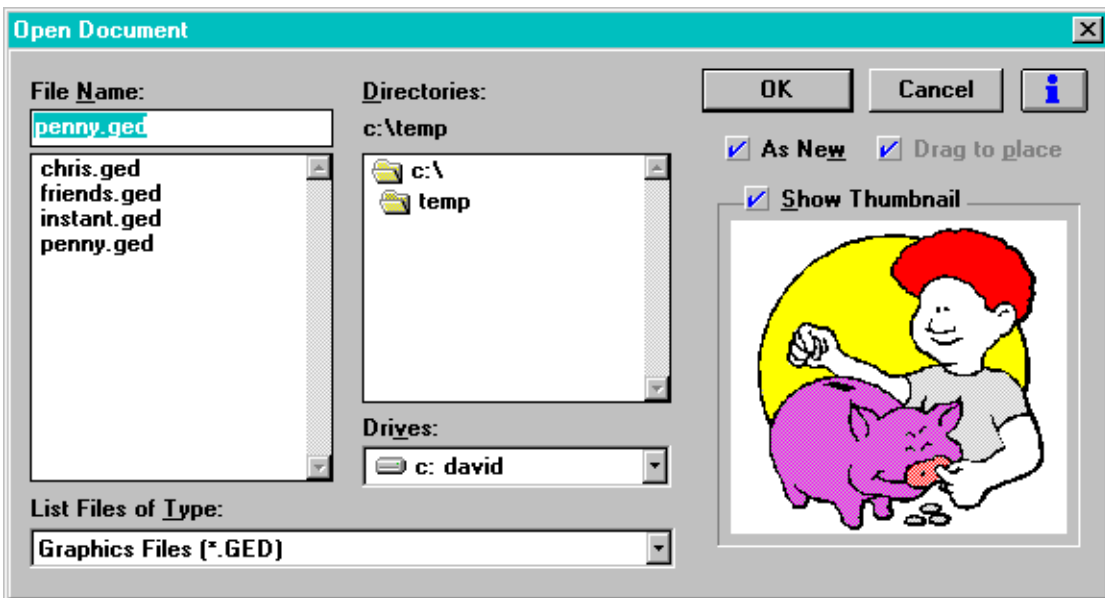 Open Document
File Name:
penny.ged
chris.ged
friends.ged
instant.ged
penny.ged
List Files of Type:
Graphics Files (*.GED)
Directories:
c:\temp
c:\
temp
Drives:
c: david
OK
Cancel
i
As New
Drag to place
Show Thumbnail